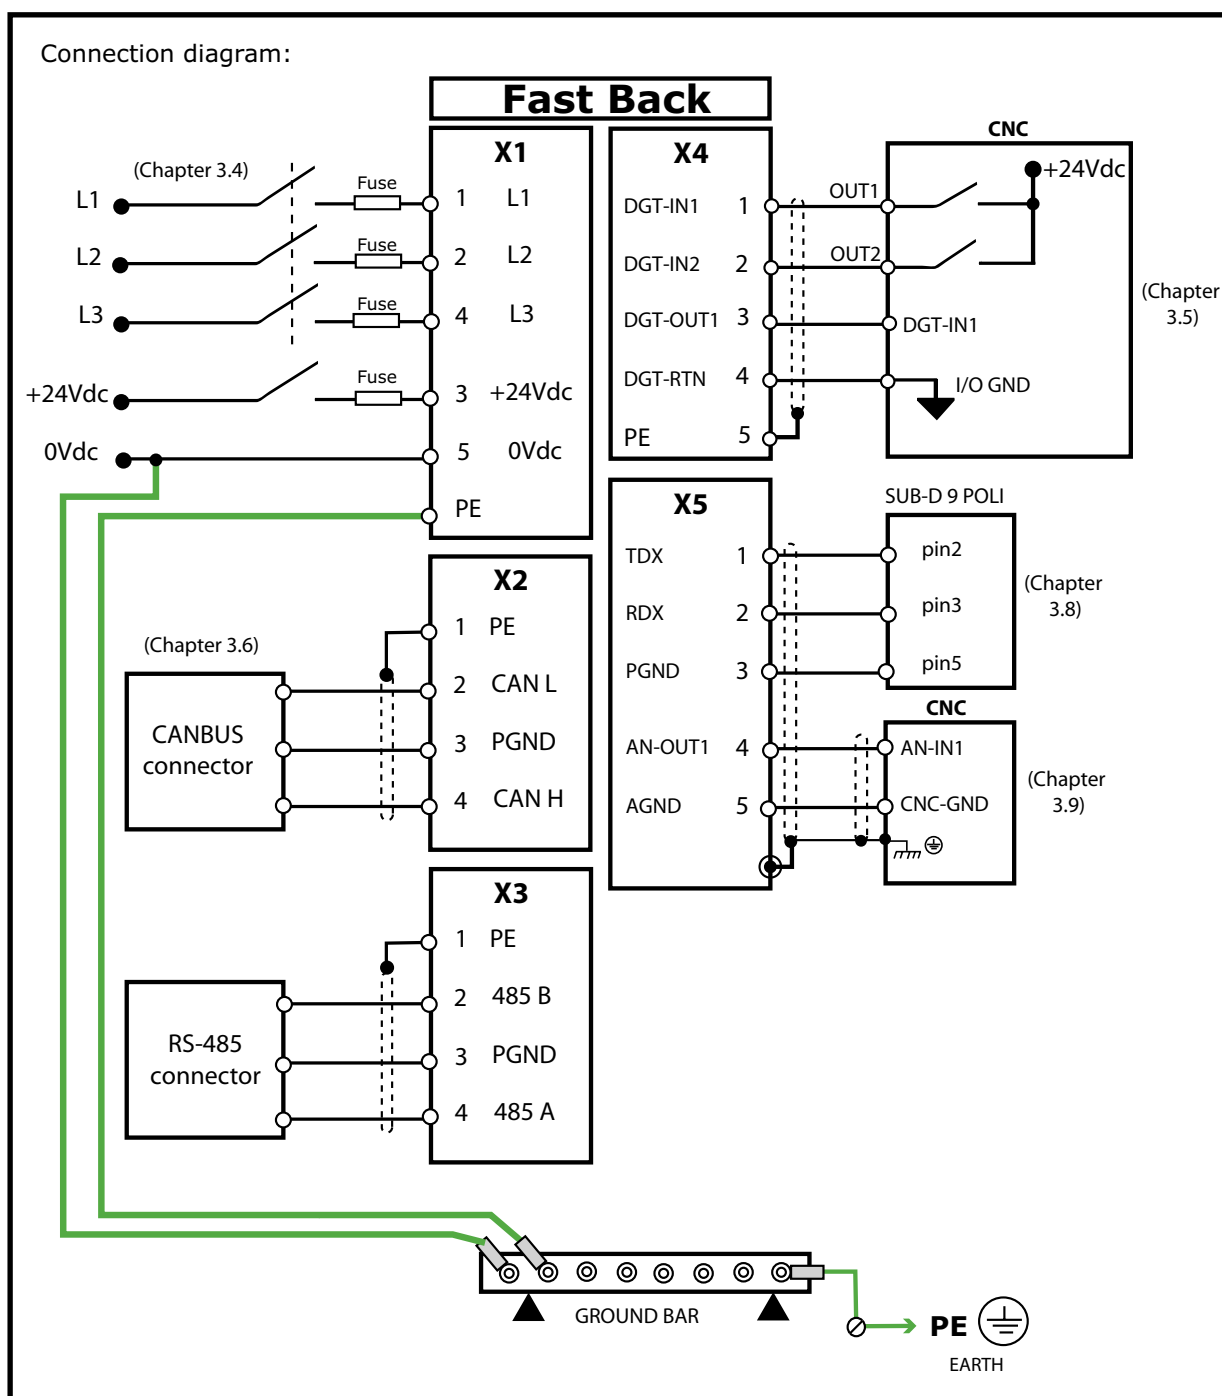 Connection diagram:
Fast Back
X1
(Chapter 3.4)
L1
Fuse
1 L1
L2
Fuse
2 L2
L3
Fuse
4 L3
+24Vdc
Fuse
3 +24Vdc
0Vdc
5 0Vdc
PE
X2
(Chapter 3.6)
CANBUS
connector
1 PE
2 CAN L
3 PGND
4 CAN H
X3
RS-485
connector
1 PE
2 485 B
3 PGND
4 485 A
X4
DGT-IN1 1
DGT-IN2 2
DGT-OUT1 3
DGT-RTN 4
PE 5
CNC
OUT1
+24Vdc
OUT2
DGT-IN1
I/O GND
(Chapter
3.5)
X5
TDX 1
RDX 2
PGND 3
AN-OUT1 4
AGND 5
SUB-D 9 POLI
pin2
pin3
pin5
(Chapter
3.8)
CNC
AN-IN1
CNC-GND
(Chapter
3.9)
GROUND BAR
PE
EARTH